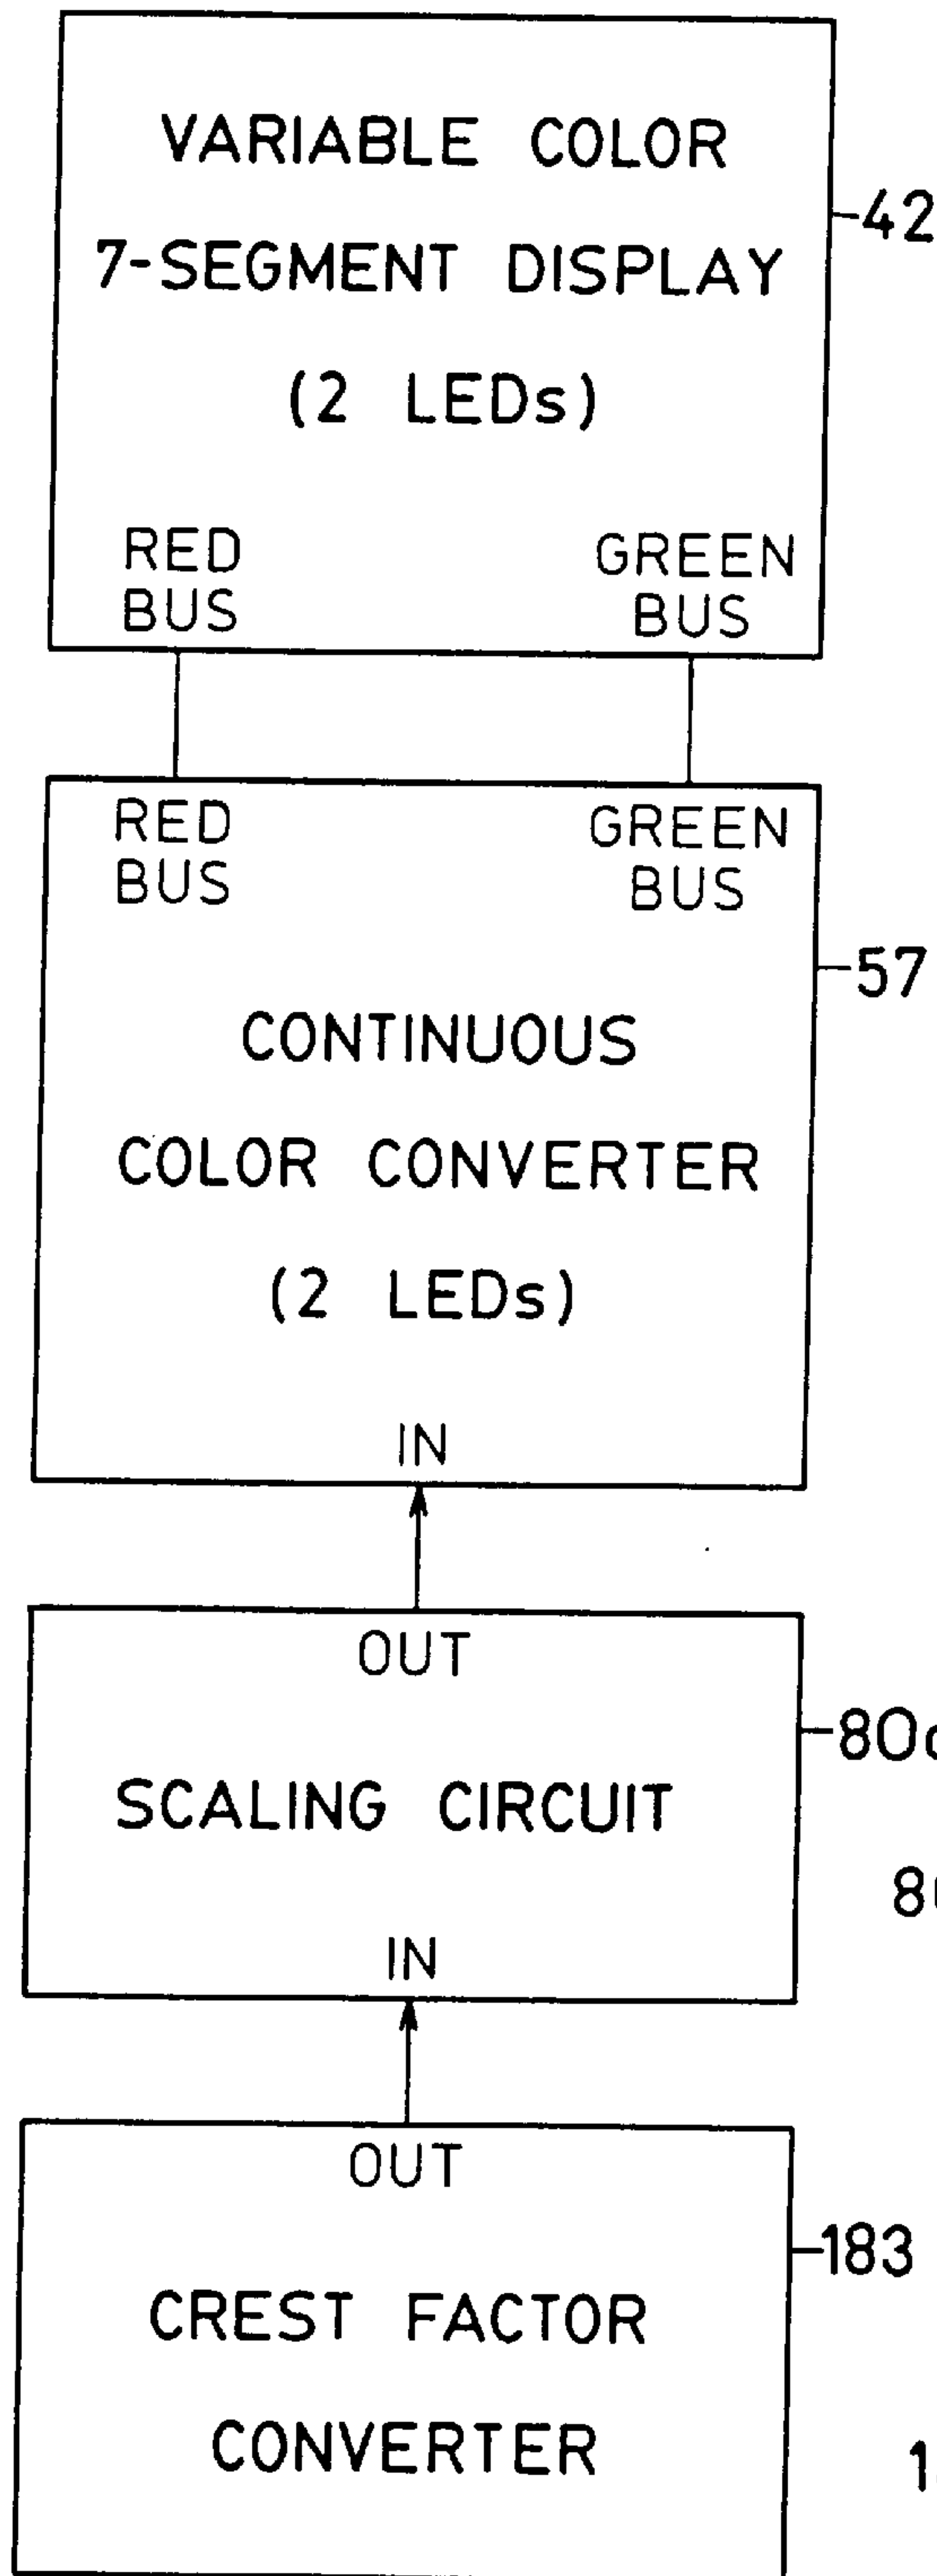 VARIABLE COLOR
7-SEGMENT DISPLAY
(2 LEDs)
42
RED BUS
GREEN BUS
RED BUS
GREEN BUS
57
CONTINUOUS
COLOR CONVERTER
(2 LEDs)
IN
OUT
SCALING CIRCUIT
IN
OUT
183
CREST FACTOR
CONVERTER